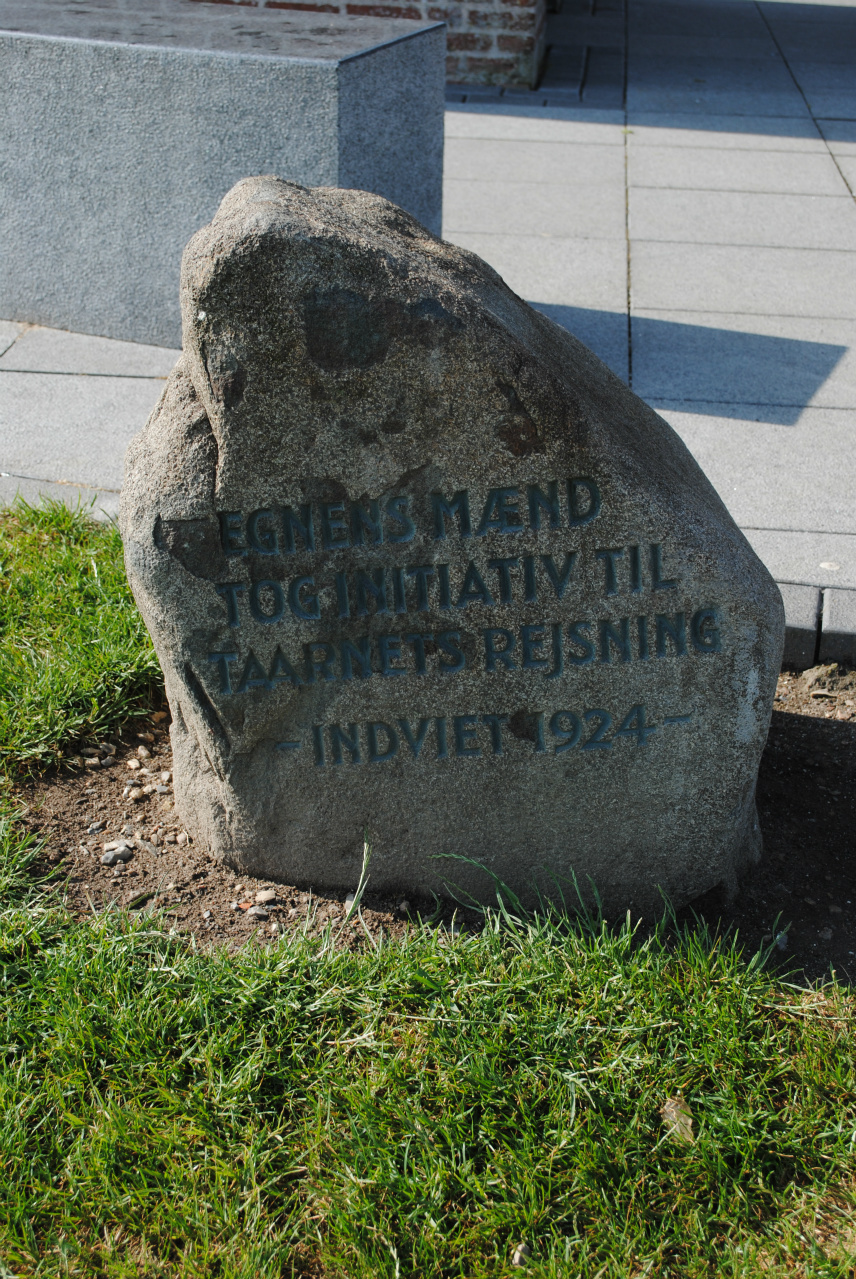 EGNENS MÆND
TOG INITIATIV TIL
TAARNETS REJSNING
- INDVIET 1924 -